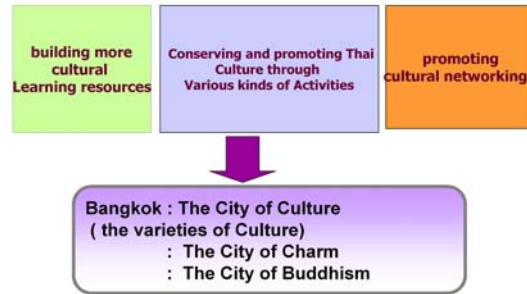 building more
cultural
Learning resources
Conserving and promoting Thai
Culture through
Various kinds of Activities
promoting
cultural networking
Bangkok : The City of Culture
( the varieties of Culture)
: The City of Charm
: The City of Buddhism